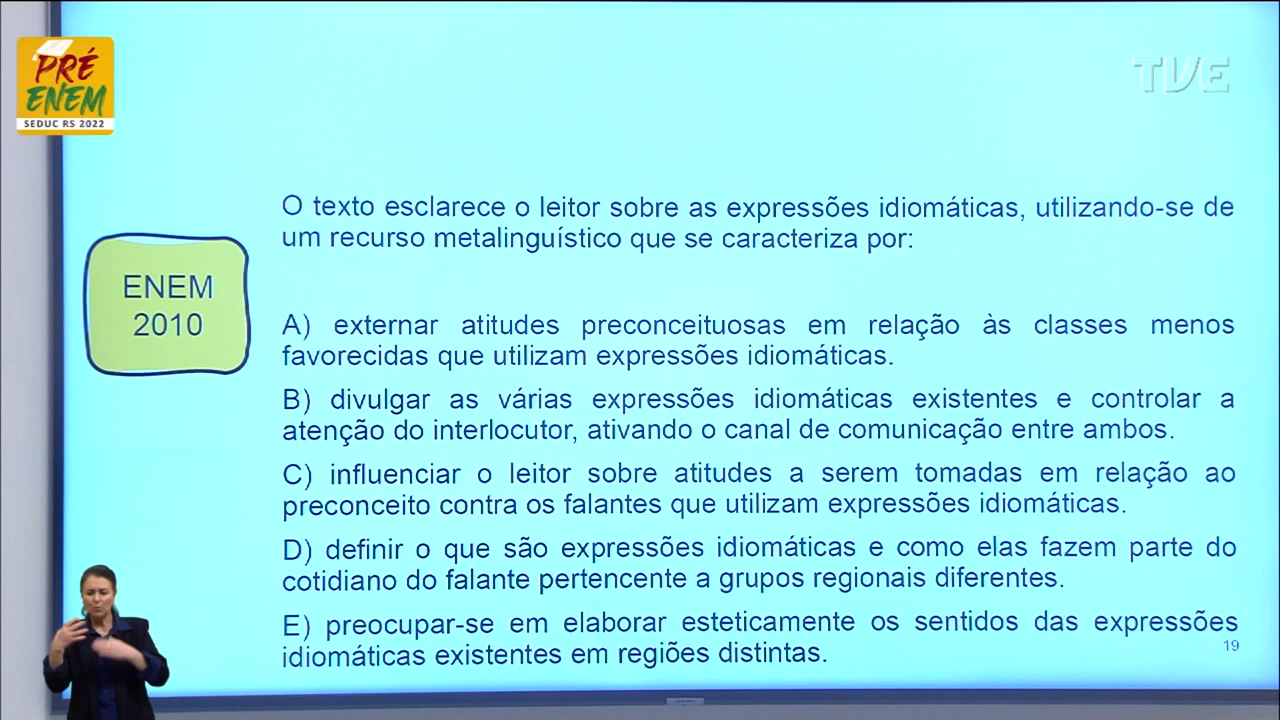 PRÉ
ENEM
SEDUC RS 2022
TVE
O texto esclarece o leitor sobre as expressões idiomáticas, utilizando-se de
um recurso metalinguístico que se caracteriza por:
ENEM
2010
A) externar atitudes preconceituosas em relação às classes menos
favorecidas que utilizam expressões idiomáticas.
B) divulgar as várias expressões idiomáticas existentes e controlar a
atenção do interlocutor, ativando o canal de comunicação entre ambos.
C) influenciar o leitor sobre atitudes a serem tomadas em relação ao
preconceito contra os falantes que utilizam expressões idiomáticas.
D) definir o que são expressões idiomáticas e como elas fazem parte do
cotidiano do falante pertencente a grupos regionais diferentes.
E) preocupar-se em elaborar esteticamente os sentidos das expressões
idiomáticas existentes em regiões distintas.
19